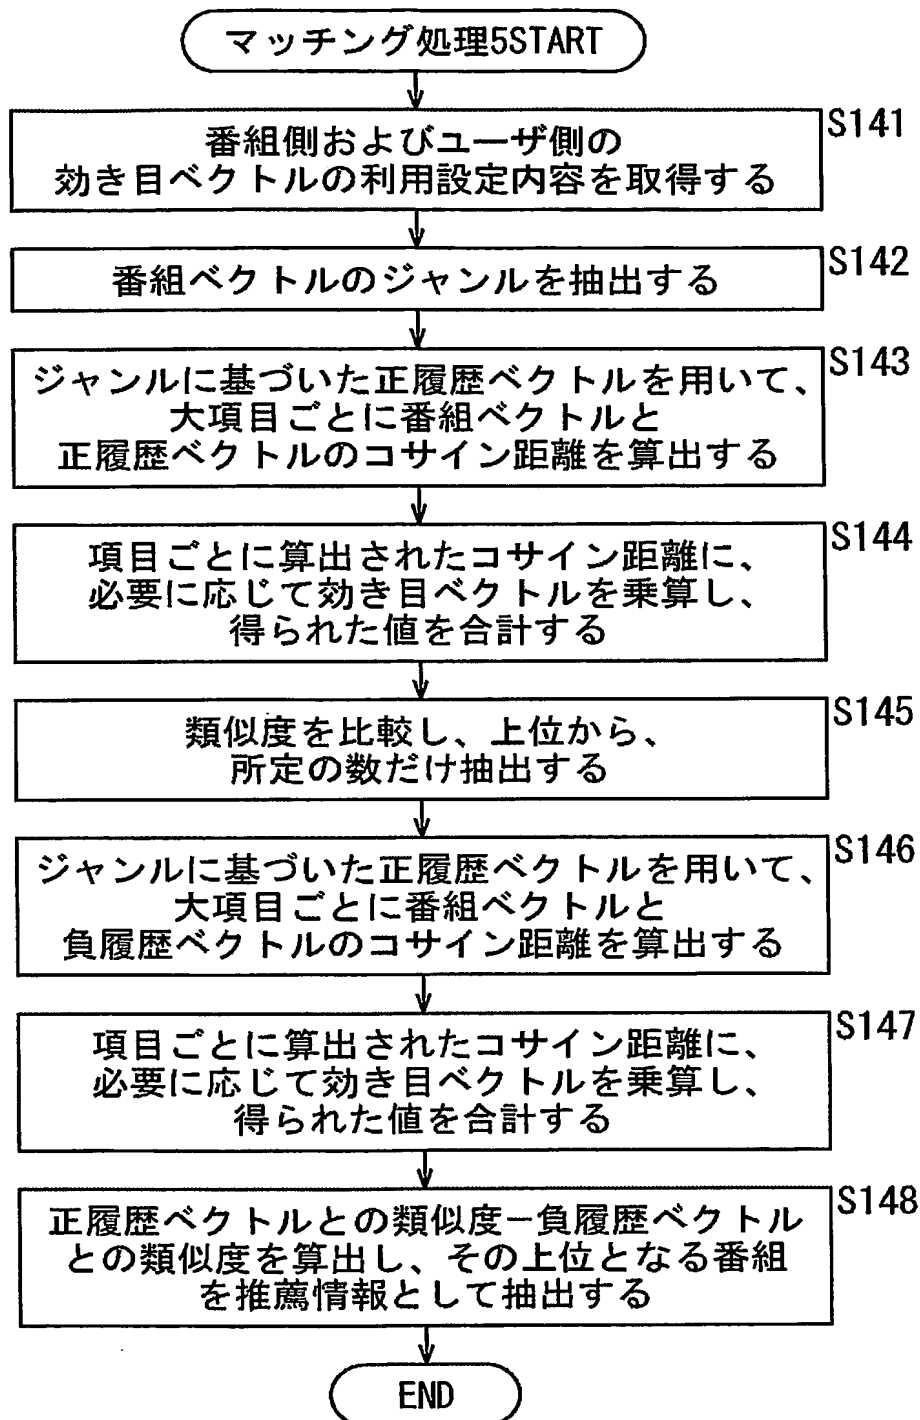 マッチング処理5START
S141
番組側およびユーザ側の
効き目ベクトルの利用設定内容を取得する
S142
番組ベクトルのジャンルを抽出する
S143
ジャンルに基づいた正履歴ベクトルを用いて、
大項目ごとに番組ベクトルと
正履歴ベクトルのコサイン距離を算出する
S144
項目ごとに算出されたコサイン距離に、
必要に応じて効き目ベクトルを乗算し、
得られた値を合計する
S145
類似度を比較し、上位から、
所定の数だけ抽出する
S146
ジャンルに基づいた正履歴ベクトルを用いて、
大項目ごとに番組ベクトルと
負履歴ベクトルのコサイン距離を算出する
S147
項目ごとに算出されたコサイン距離に、
必要に応じて効き目ベクトルを乗算し、
得られた値を合計する
S148
正履歴ベクトルとの類似度−負履歴ベクトル
との類似度を算出し、その上位となる番組
を推薦情報として抽出する
END